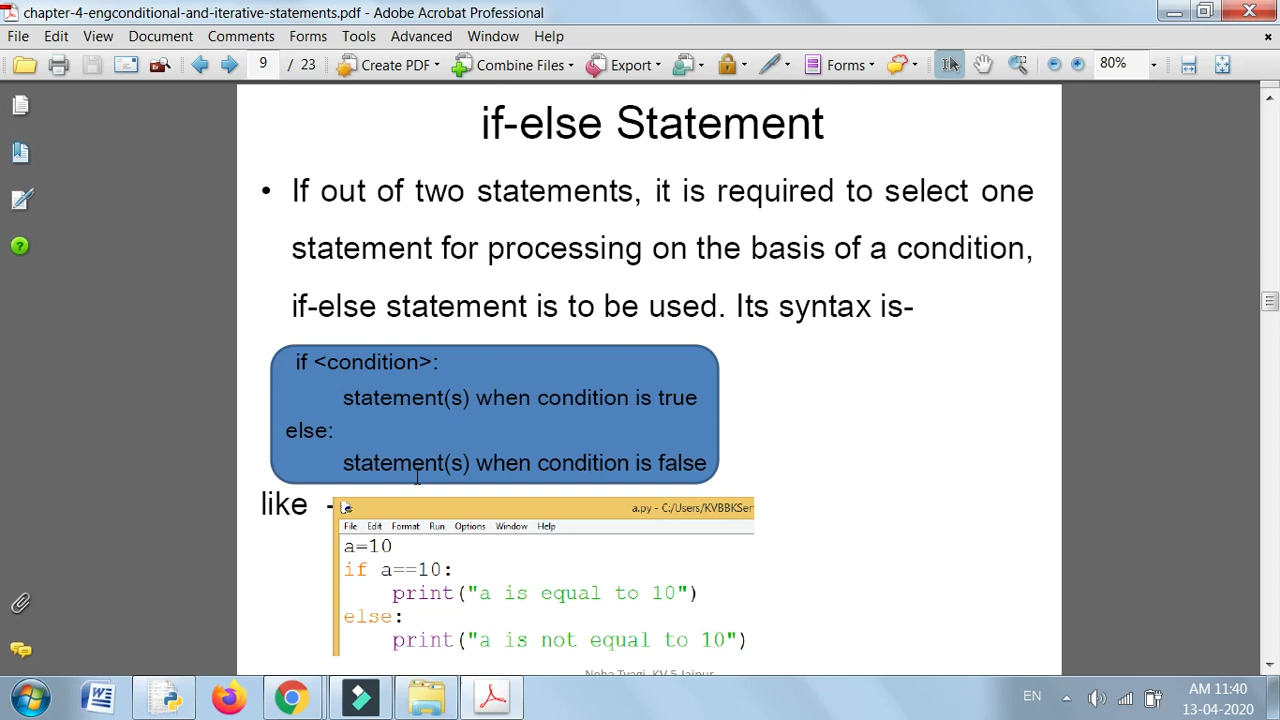 chapter-4-engconditional-and-iterative-statements.pdf - Adobe Acrobat Professional
File Edit View Document Comments Forms Tools Advanced Window Help
9 / 23 Create PDF Combine Files Export Forms 80%
if-else Statement
• If out of two statements, it is required to select one
statement for processing on the basis of a condition,
if-else statement is to be used. Its syntax is-
if <condition>:
statement(s) when condition is true
else:
statement(s) when condition is false
like -
a.py - C:/Users/KVBBKSer
File Edit Format Run Options Window Help
a=10
if a==10:
print("a is equal to 10")
else:
print("a is not equal to 10")
Neha Tyagi, KV 5 Jaipur
EN AM 11:40
13-04-2020